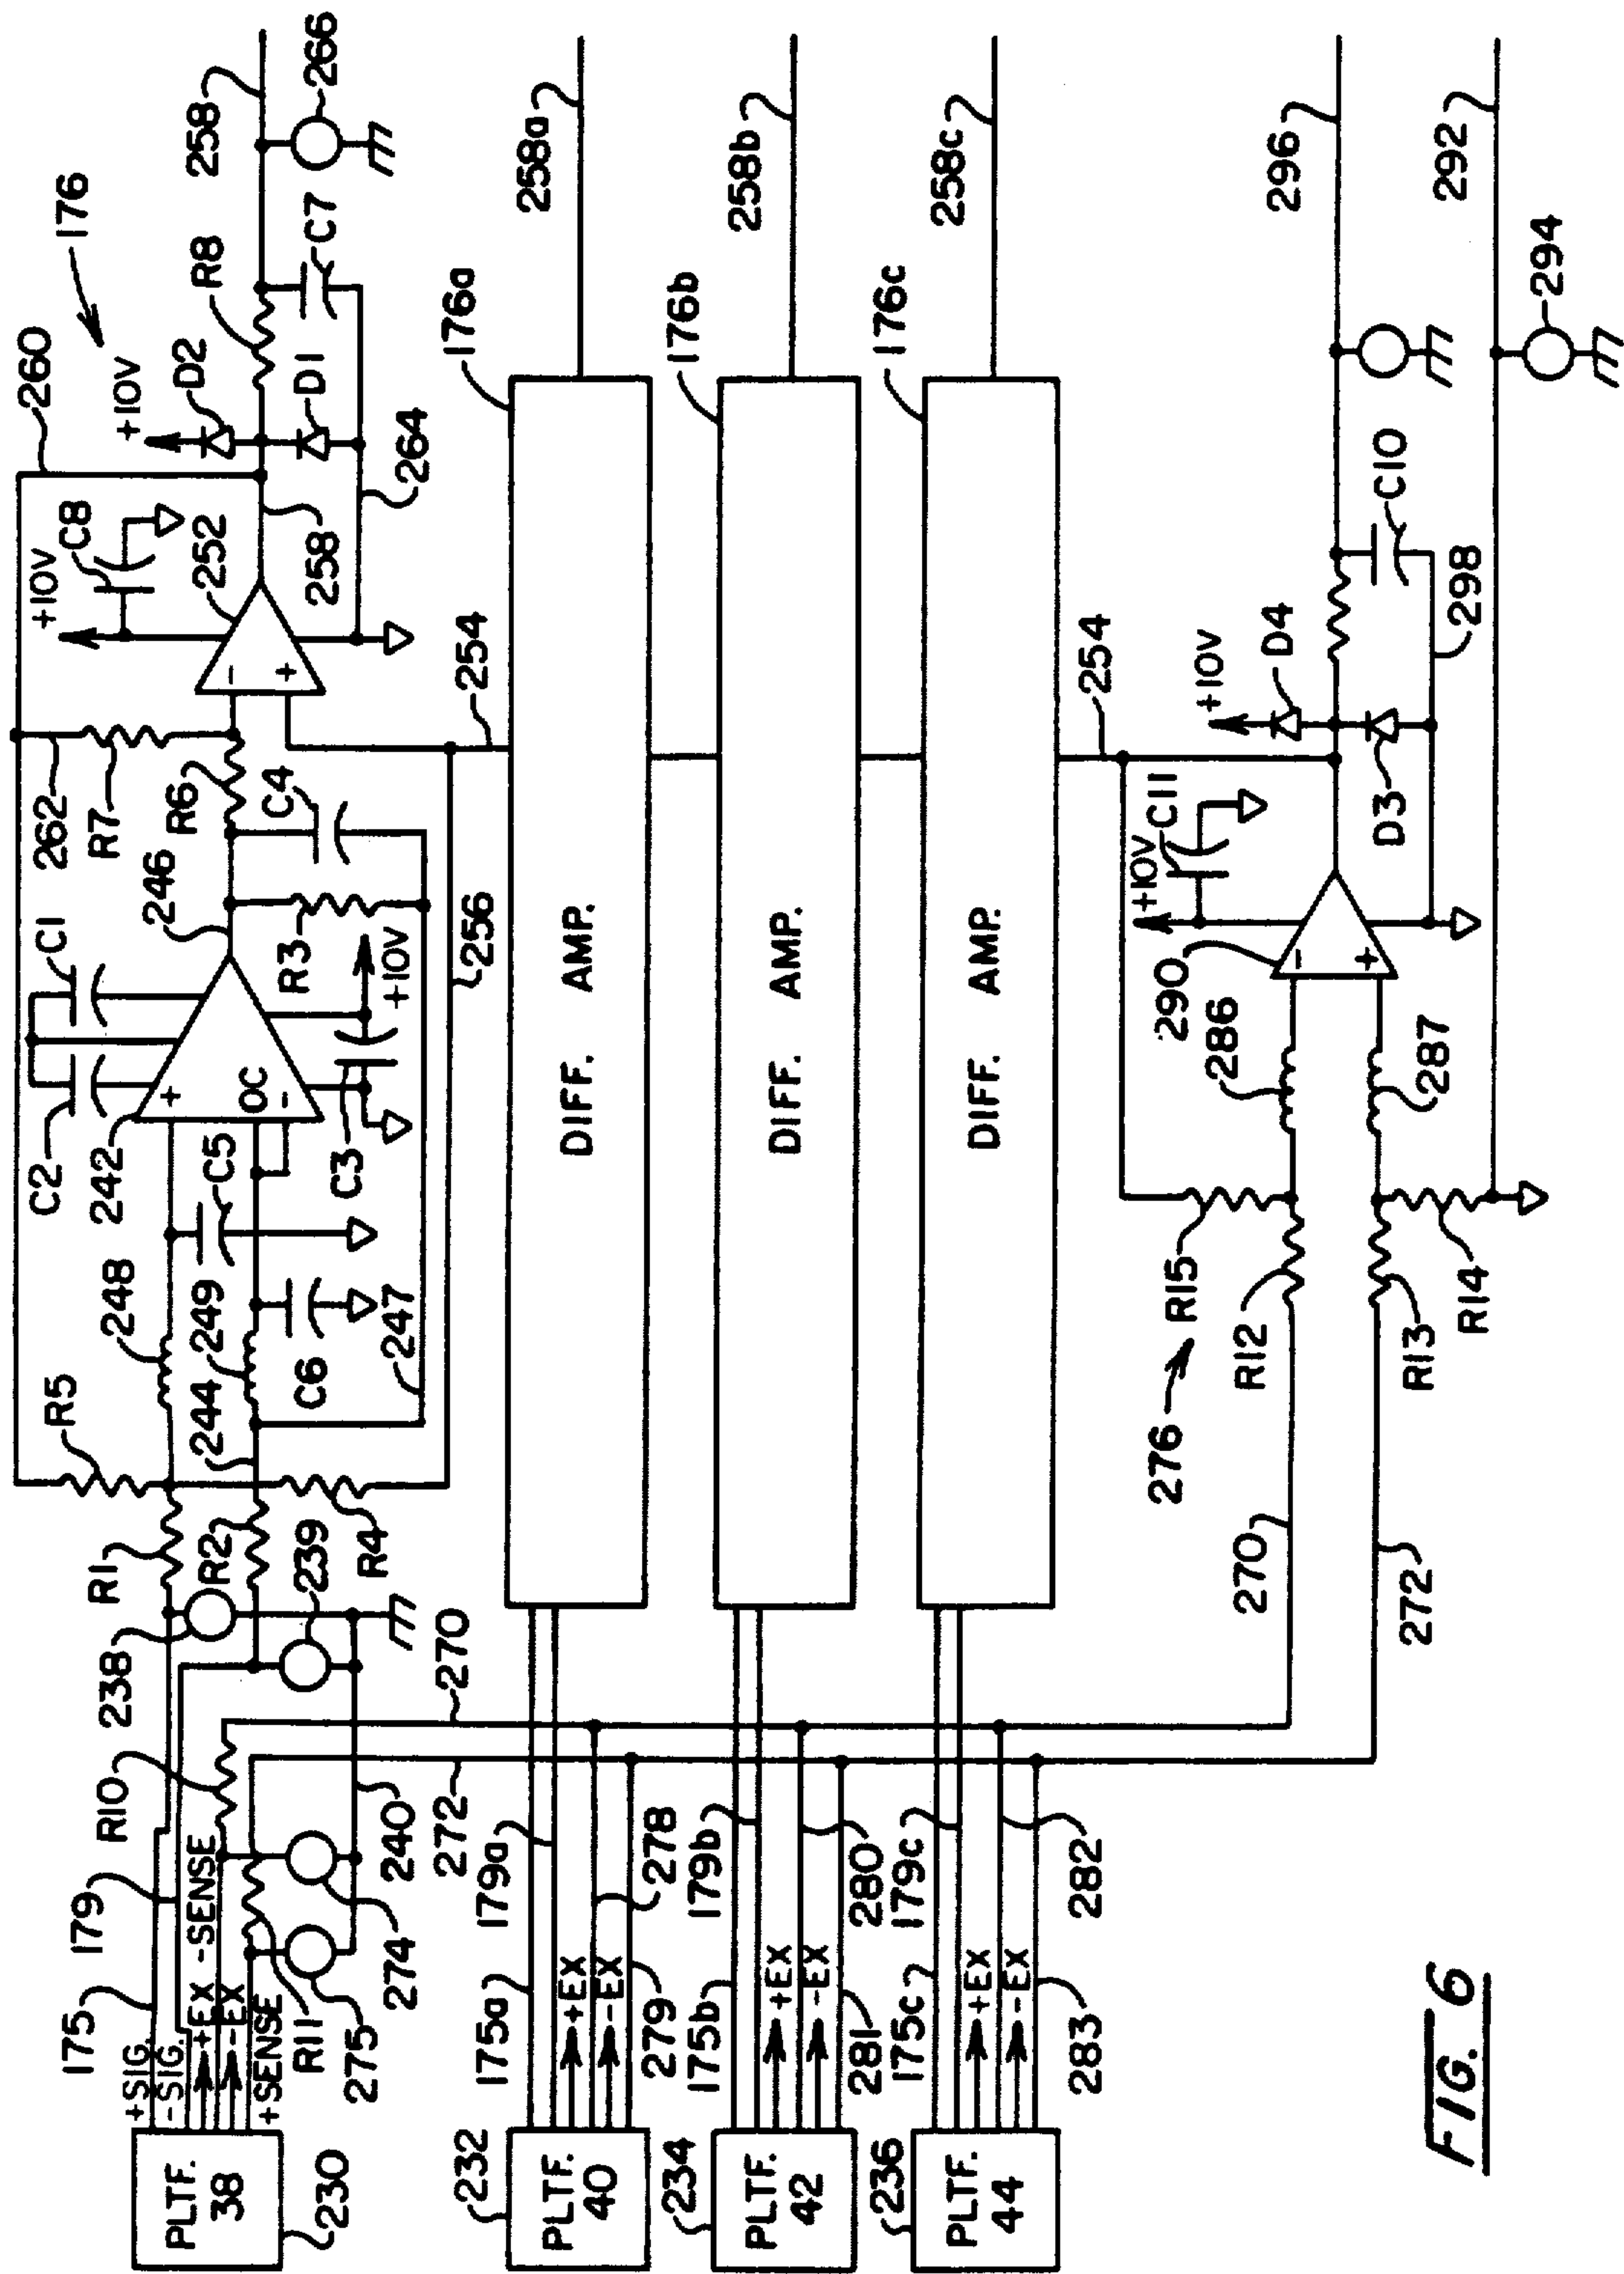 176
260
+10V
D2
R8
258
266
D1
C7
264
+10V
C8
252
258
262
R7
R6
C4
254
246
C1
R3
+10V
256
C2
242
+
OC
-
C3
C5
-
+
248
249
244
C6
247
R5
R1
R2
239
R4
238
270
R10
272
240
175
179
+SIG.
-SIG.
+EX
-SENSE
-EX
+SENSE
R11
275
274
PLTF.
38
230
176a
258a
DIFF. AMP.
175a
179a
+EX
-EX
278
279
232
PLTF.
40
176b
258b
DIFF. AMP.
175b
179b
+EX
-EX
280
281
234
PLTF.
42
176c
258c
DIFF. AMP.
175c
179c
+EX
-EX
282
283
236
PLTF.
44
254
+10V
D4
296
292
294
C10
298
D3
+10V
C11
290
-
+
286
287
276
R15
R12
R13
R14
270
272
FIG. 6